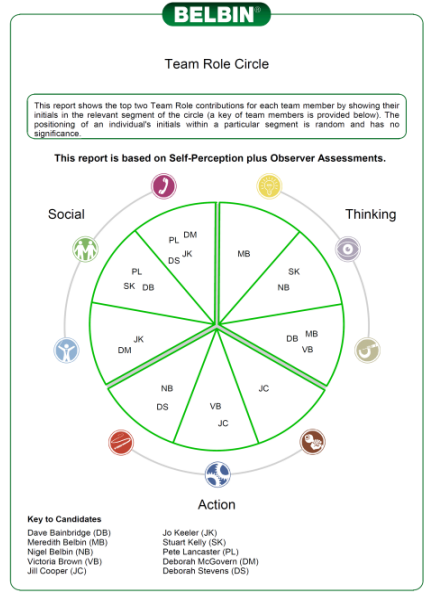 BELBIN®
Team Role Circle
This report shows the top two Team Role contributions for each team member by showing their
initials in the relevant segment of the circle (a key of team members is provided below). The
positioning of an individual's initials within a particular segment is random and has no
significance.
This report is based on Self-Perception plus Observer Assessments.
Social
Thinking
DM
PL
JK
DS
MB
PL
SK DB
SK
NB
JK
DM
DB MB
VB
NB
DS
VB
JC
JC
Action
Key to Candidates
Dave Bainbridge (DB)
Meredith Belbin (MB)
Nigel Belbin (NB)
Victoria Brown (VB)
Jill Cooper (JC)
Jo Keeler (JK)
Stuart Kelly (SK)
Pete Lancaster (PL)
Deborah McGovern (DM)
Deborah Stevens (DS)